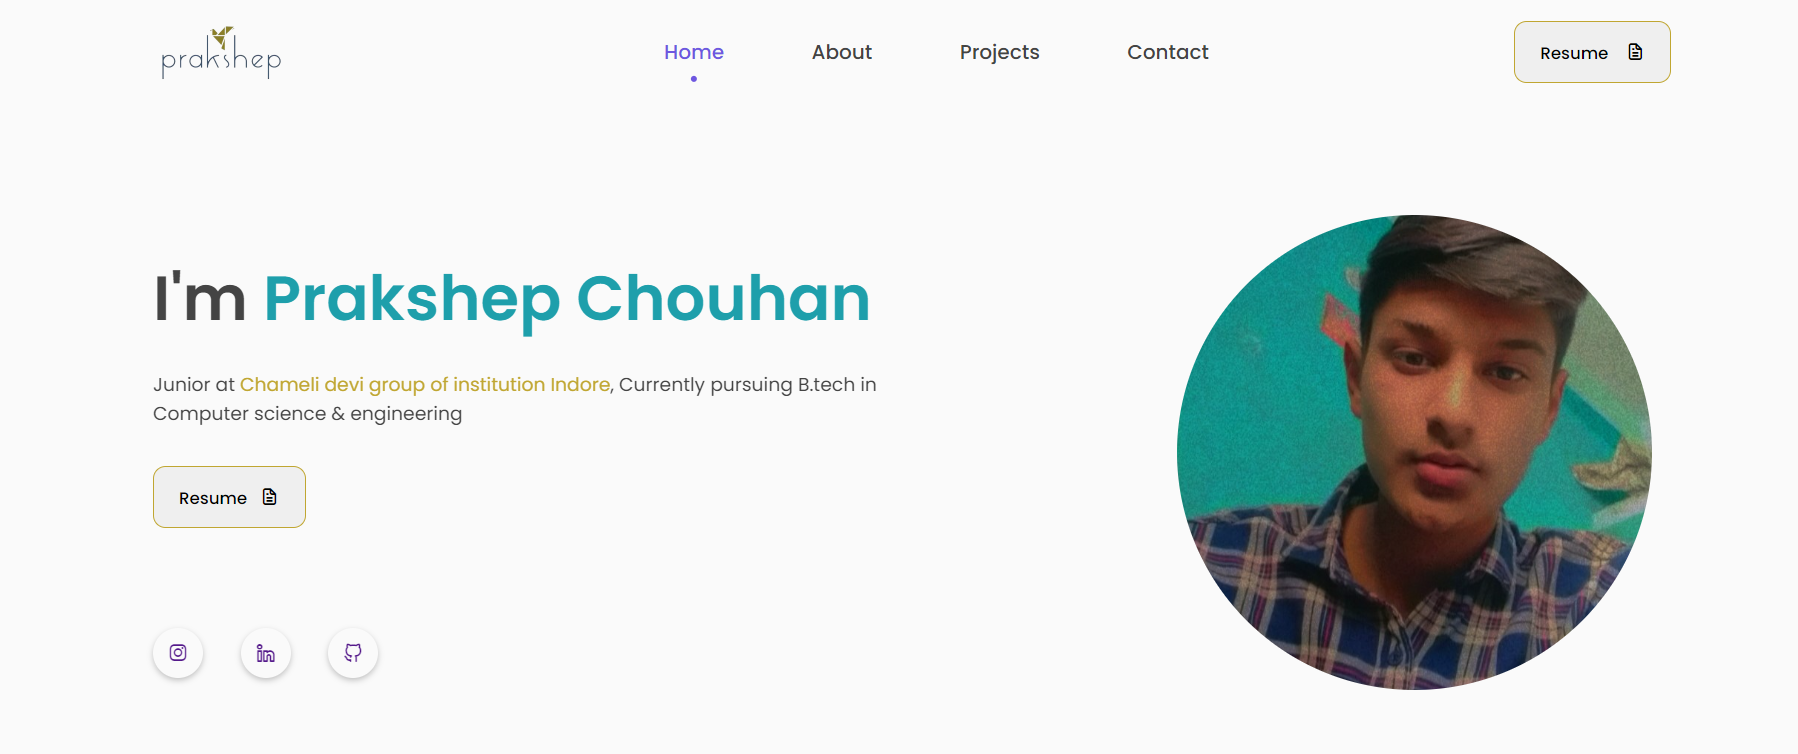 prakshep
Home
About
Projects
Contact
Resume
I'm Prakshep Chouhan
Junior at Chameli devi group of institution Indore, Currently pursuing B.tech in
Computer science & engineering
Resume
in